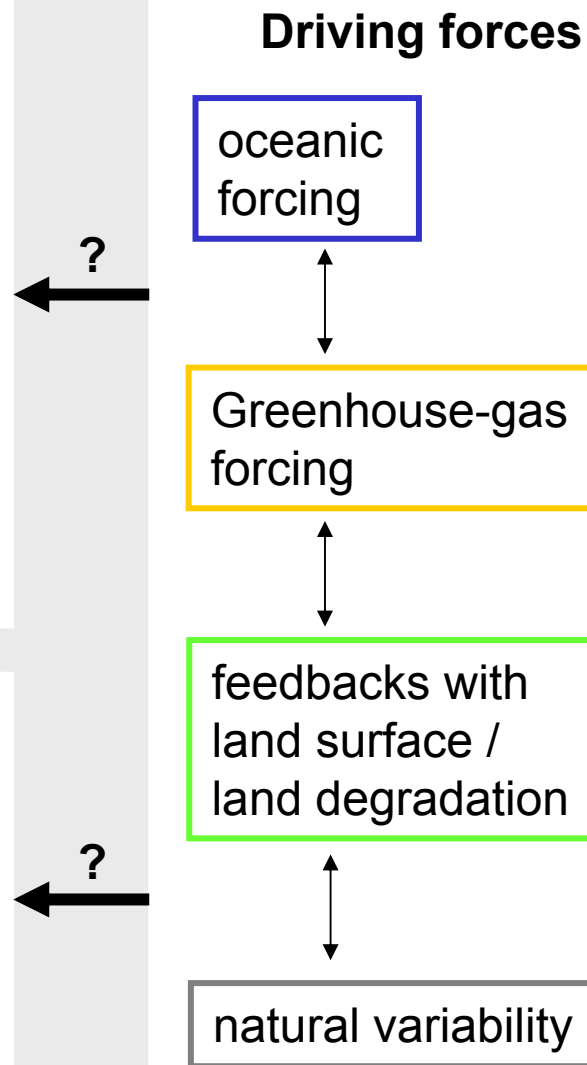 Driving forces
oceanic
forcing
?
Greenhouse-gas
forcing
feedbacks with
land surface /
land degradation
?
natural variability